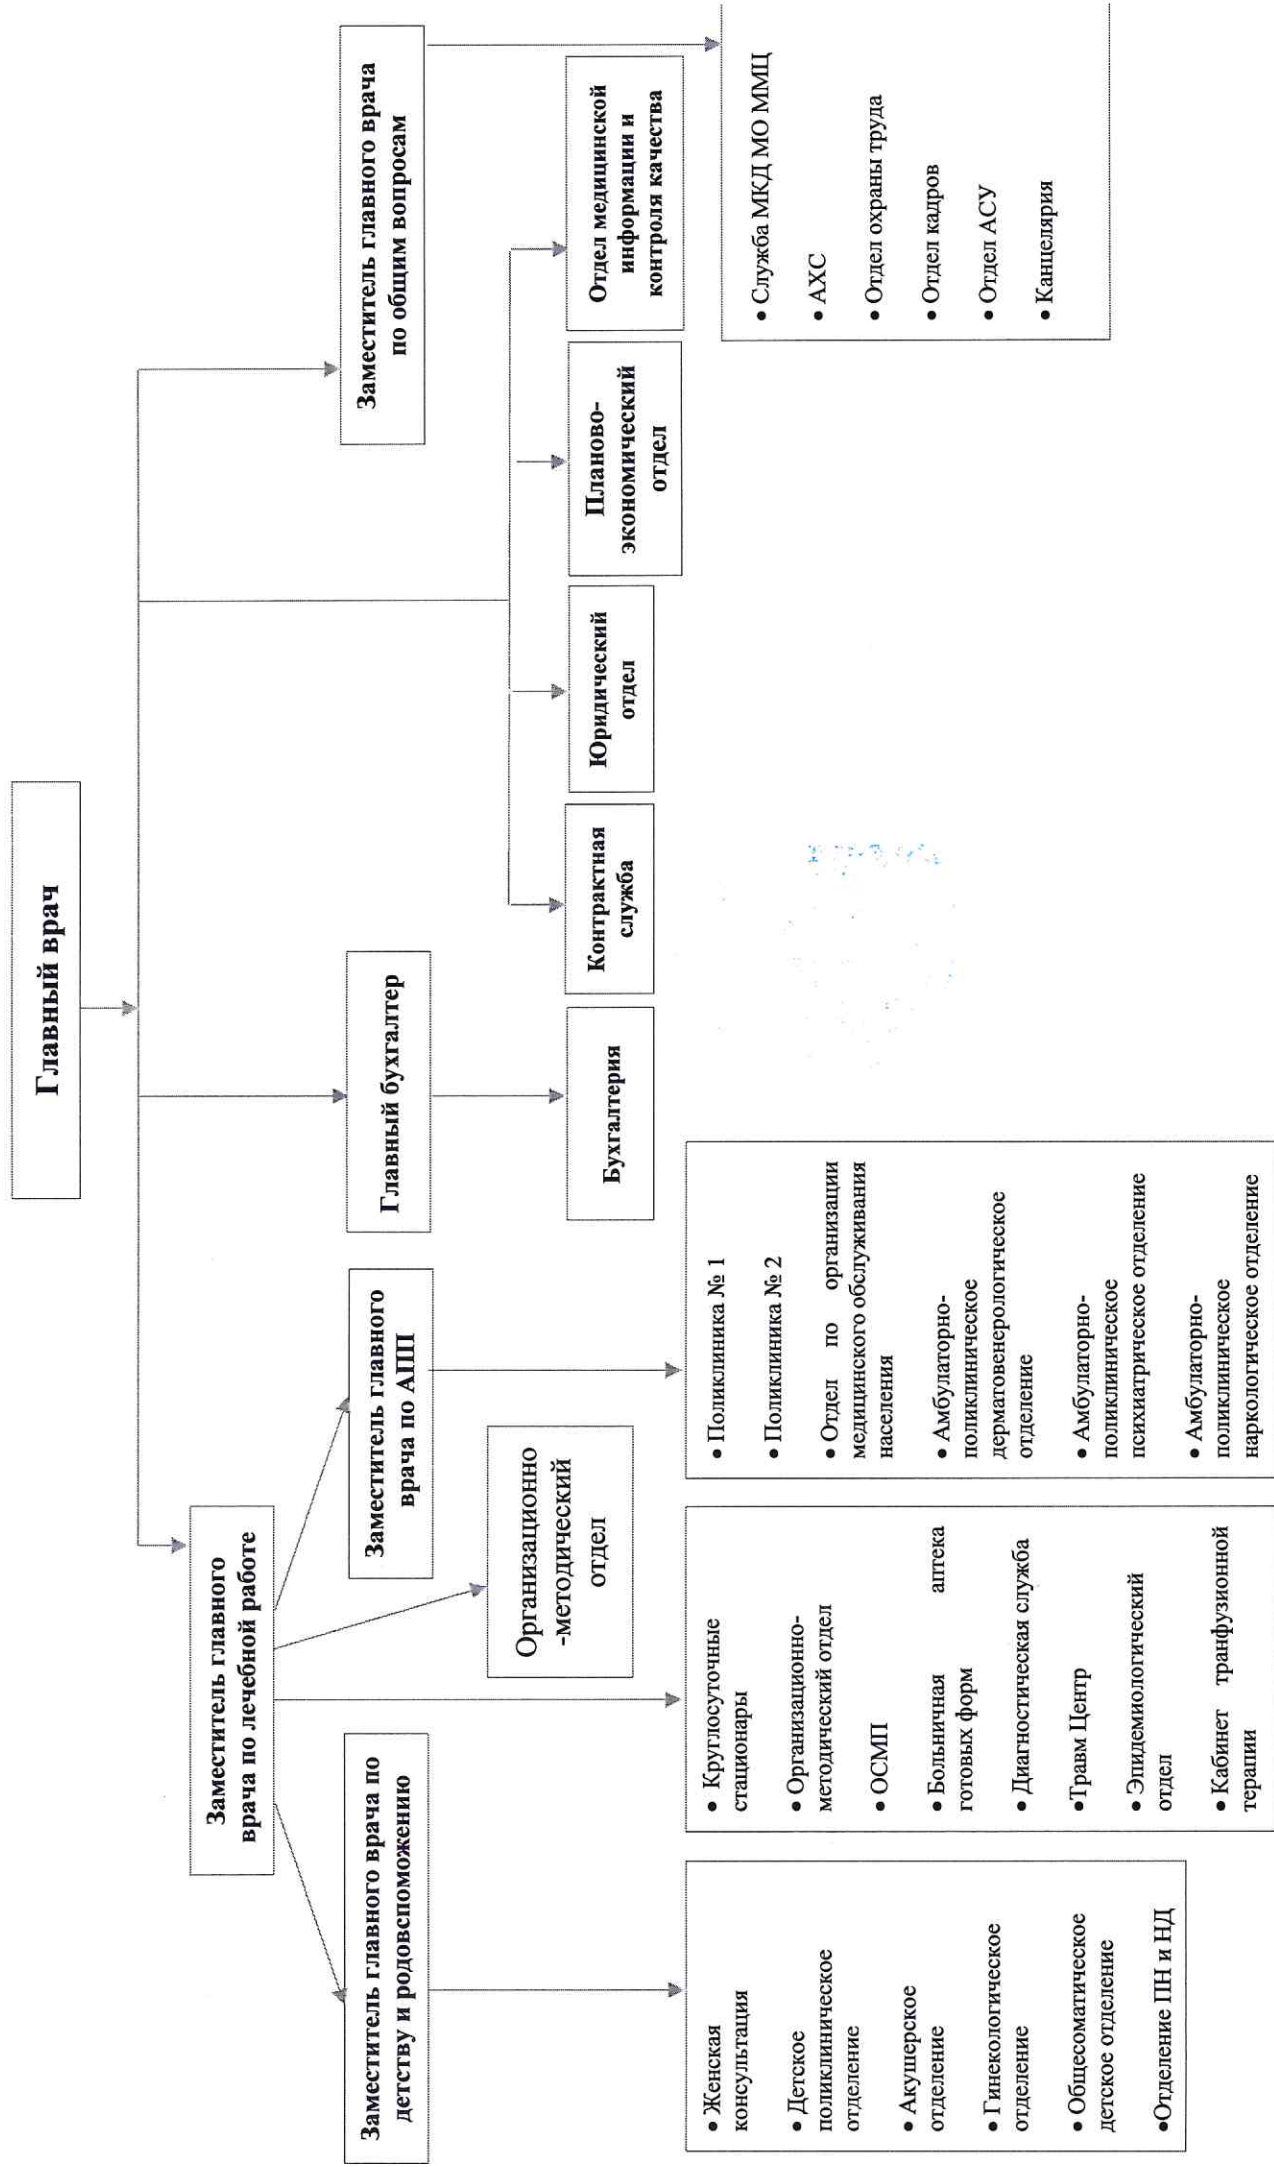 Главный врач
Заместитель главного
врача по лечебной работе
Заместитель главного врача по
детству и родовспоможению
Организационно
-методический
отдел
Заместитель главного
врача по АПП
Главный бухгалтер
Заместитель главного врача
по общим вопросам
Бухгалтерия
Контрактная
служба
Юридический
отдел
Планово-
экономический
отдел
Отдел медицинской
информации и
контроля качества
• Женская
консультация
• Детское
поликлиническое
отделение
• Акушерское
отделение
• Гинекологическое
отделение
• Общесоматическое
детское отделение
•Отделение ПН и НД
• Круглосуточные
стационары
• Организационно-
методический отдел
• ОСМП
• Больничная аптека
готовых форм
• Диагностическая служба
•Травм Центр
• Эпидемиологический
отдел
• Кабинет транфузионной
терапии
• Поликлиника № 1
• Поликлиника № 2
• Отдел по организации
медицинского обслуживания
населения
• Амбулаторно-
поликлиническое
дерматовенерологическое
отделение
• Амбулаторно-
поликлиническое
психиатрическое отделение
• Амбулаторно-
поликлиническое
наркологическое отделение
• Служба МКД МО ММЦ
• АХС
• Отдел охраны труда
• Отдел кадров
• Отдел АСУ
• Канцелярия